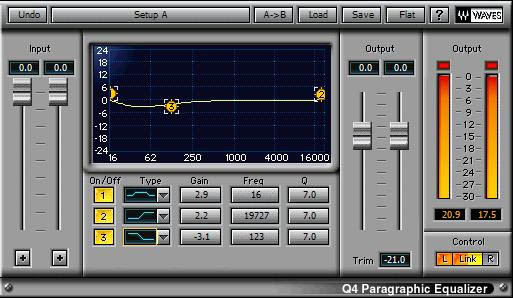 Undo Setup A A->B Load Save Flat ? WAVES
Input Output Output
0.0 0.0 0.0 0.0
24
18
12
6
0
-6
-12
-18
-24
3 2
16 62 250 1000 4000 16000
0
3
6
9
12
15
18
21
24
27
30
On/Off Type Gain Freq Q
1 2.9 16 7.0
2 2.2 19727 7.0
3 -3.1 123 7.0
20.9 17.5
Trim -21.0
Control
L Link R
Q4 Paragraphic Equalizer